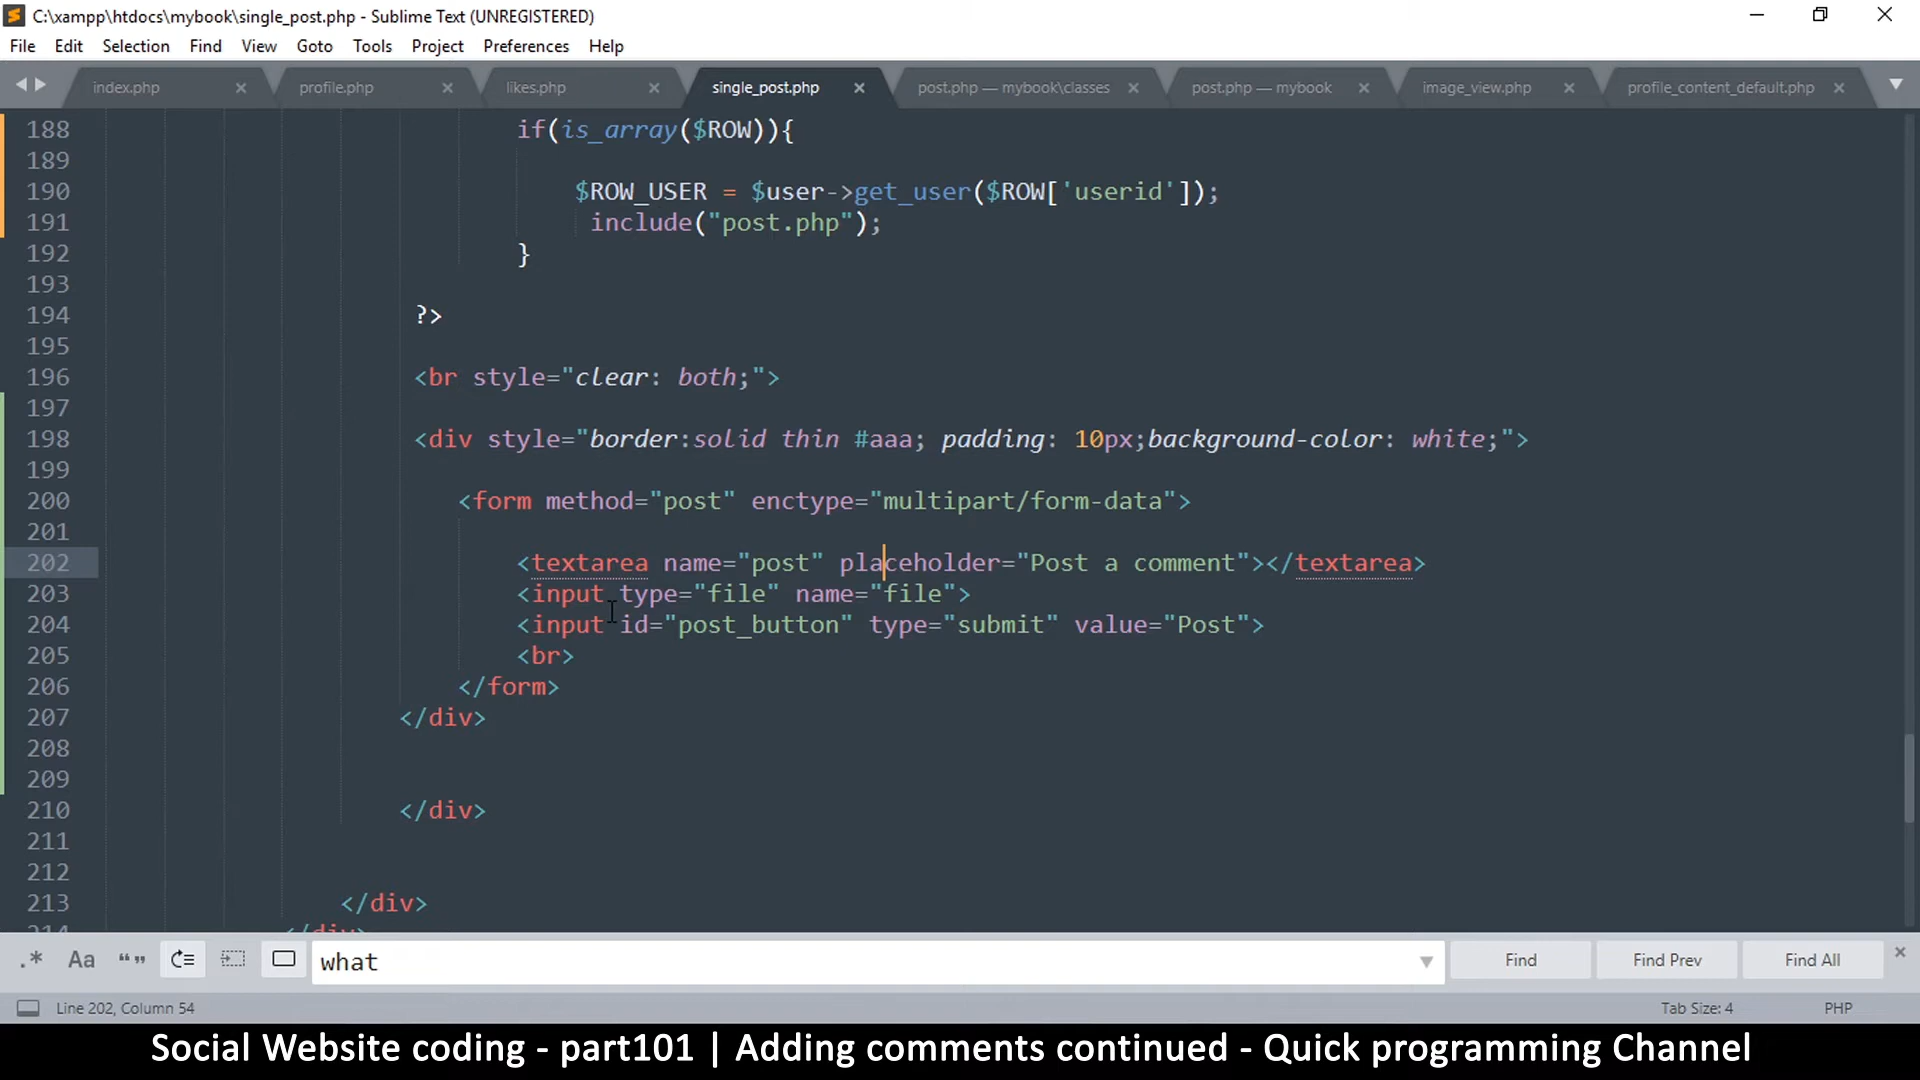 C:\xampp\htdocs\mybook\single_post.php - Sublime Text (UNREGISTERED)
File Edit Selection Find View Goto Tools Project Preferences Help
index.php profile.php likes.php single_post.php post.php — mybook\classes post.php — mybook image_view.php profile_content_default.php
188 if(is_array($ROW)){
189
190 $ROW_USER = $user->get_user($ROW['userid']);
191 include("post.php");
192 }
193
194 ?>
195
196 <br style="clear: both;">
197
198 <div style="border:solid thin #aaa; padding: 10px;background-color: white;">
199
200 <form method="post" enctype="multipart/form-data">
201
202 <textarea name="post" placeholder="Post a comment"></textarea>
203 <input type="file" name="file">
204 <input id="post_button" type="submit" value="Post">
205 <br>
206 </form>
207 </div>
208
209
210 </div>
211
212
213 </div>
214 </div>
.* Aa “” what Find Find Prev Find All
Line 202, Column 54 Tab Size: 4 PHP
Social Website coding - part101 | Adding comments continued - Quick programming Channel